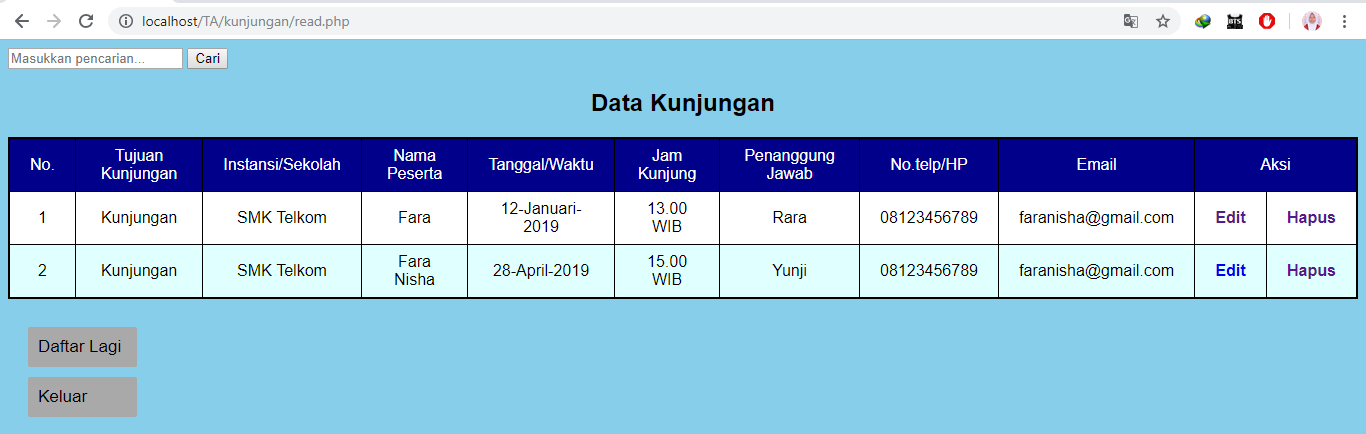 localhost/TA/kunjungan/read.php
BTS
Masukkan pencarian... Cari
Data Kunjungan
No. Tujuan Kunjungan Instansi/Sekolah Nama Peserta Tanggal/Waktu Jam Kunjung Penanggung Jawab No.telp/HP Email Aksi
1 Kunjungan SMK Telkom Fara 12-Januari-2019 13.00 WIB Rara 08123456789 faranisha@gmail.com Edit Hapus
2 Kunjungan SMK Telkom Fara Nisha 28-April-2019 15.00 WIB Yunji 08123456789 faranisha@gmail.com Edit Hapus
Daftar Lagi
Keluar